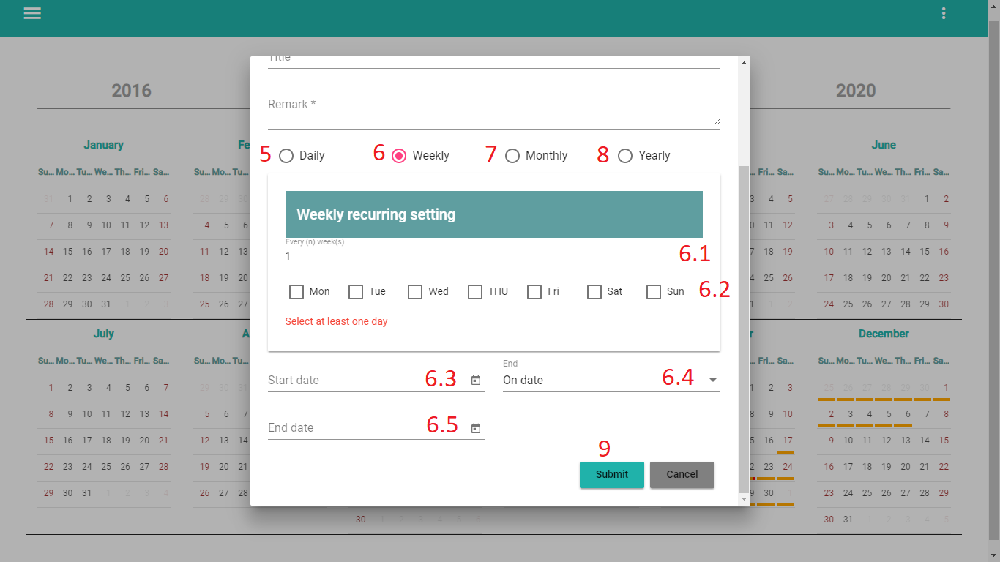 Title
2016
2020
Remark *
January
Fe
June
5 Daily 6 Weekly 7 Monthly 8 Yearly
Su... Mo... Tu... We... Th... Fri... Sa...
Su... Mo... Tu...
Fri... Sa...
Su... Mo... Tu... We... Th... Fri... Sa...
31 1 2 3 4 5 6
28 29 30
3 4 5
27 28 29 30 31 1 2
Weekly recurring setting
7 8 9 10 11 12 13
4 5 6
10 11 12
3 4 5 6 7 8 9
Every (n) week(s)
1 6.1
14 15 16 17 18 19 20
11 12 13
17 18 19
10 11 12 13 14 15 16
21 22 23 24 25 26 27
18 19 20
24 25 26
17 18 19 20 21 22 23
Mon Tue Wed THU Fri Sat Sun 6.2
28 29 30 31 1 2 3
25 26 27
1 2
24 25 26 27 28 29 30
Select at least one day
July
A
r
December
Su... Mo... Tu... We... Th... Fri... Sa...
Su... Mo... Tu...
Fri... Sa...
Su... Mo... Tu... We... Th... Fri... Sa...
End
Start date 6.3 On date 6.4
1 2 3 4 5 6 7
29 30 31
1 2 3
25 26 27 28 29 30 1
8 9 10 11 12 13 14
5 6 7
8 9 10
2 3 4 5 6 7 8
End date 6.5
15 16 17 18 19 20 21
12 13 14
15 16 17
9 10 11 12 13 14 15
9
22 23 24 25 26 27 28
19 20 21
23 24
16 17 18 19 20 21 22
Submit Cancel
29 30 31 1 2 3 4
26 27 28
29 30 1
23 24 25 26 27 28 29
30 1 2 3 4 5 6
30 31 1 2 3 4 5